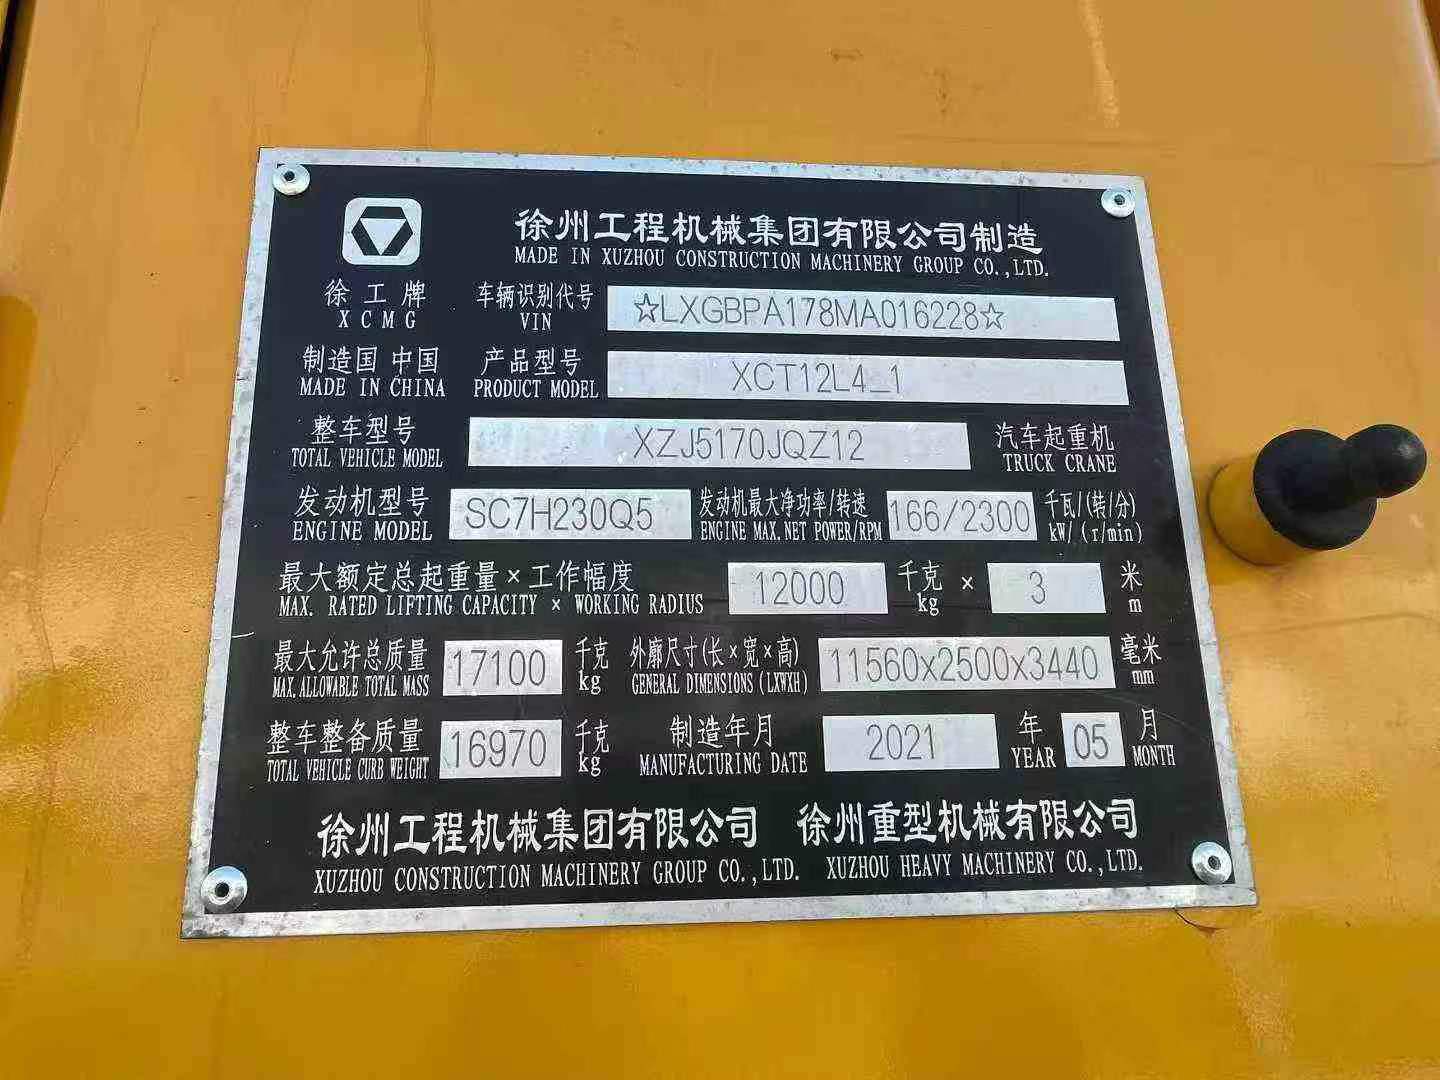 徐州工程机械集团有限公司制造
MADE IN XUZHOU CONSTRUCTION MACHINERY GROUP CO.,LTD.
徐工牌 车辆识别代号 ☆LXGBPA178MA016228☆
XCMG VIN
制造国 中国 产品型号 XCT12L4_1
MADE IN CHINA PRODUCT MODEL
整车型号 XZJ5170JQZ12 汽车起重机
TOTAL VEHICLE MODEL TRUCK CRANE
发动机型号 SC7H230Q5 发动机最大净功率/转速 166/2300 千瓦/(转/分)
ENGINE MODEL ENGINE MAX. NET POWER/RPM kW/(r/min)
最大额定总起重量×工作幅度 12000 千克 × 3 米
MAX. RATED LIFTING CAPACITY × WORKING RADIUS kg m
最大允许总质量 17100 千克 外廓尺寸(长×宽×高) 11560x2500x3440 毫米
MAX. ALLOWABLE TOTAL MASS kg GENERAL DIMENSIONS (LXWXH) mm
整车整备质量 16970 千克 制造年月 2021 年 05 月
TOTAL VEHICLE CURB WEIGHT kg MANUFACTURING DATE YEAR MONTH
徐州工程机械集团有限公司 徐州重型机械有限公司
XUZHOU CONSTRUCTION MACHINERY GROUP CO.,LTD. XUZHOU HEAVY MACHINERY CO.,LTD.